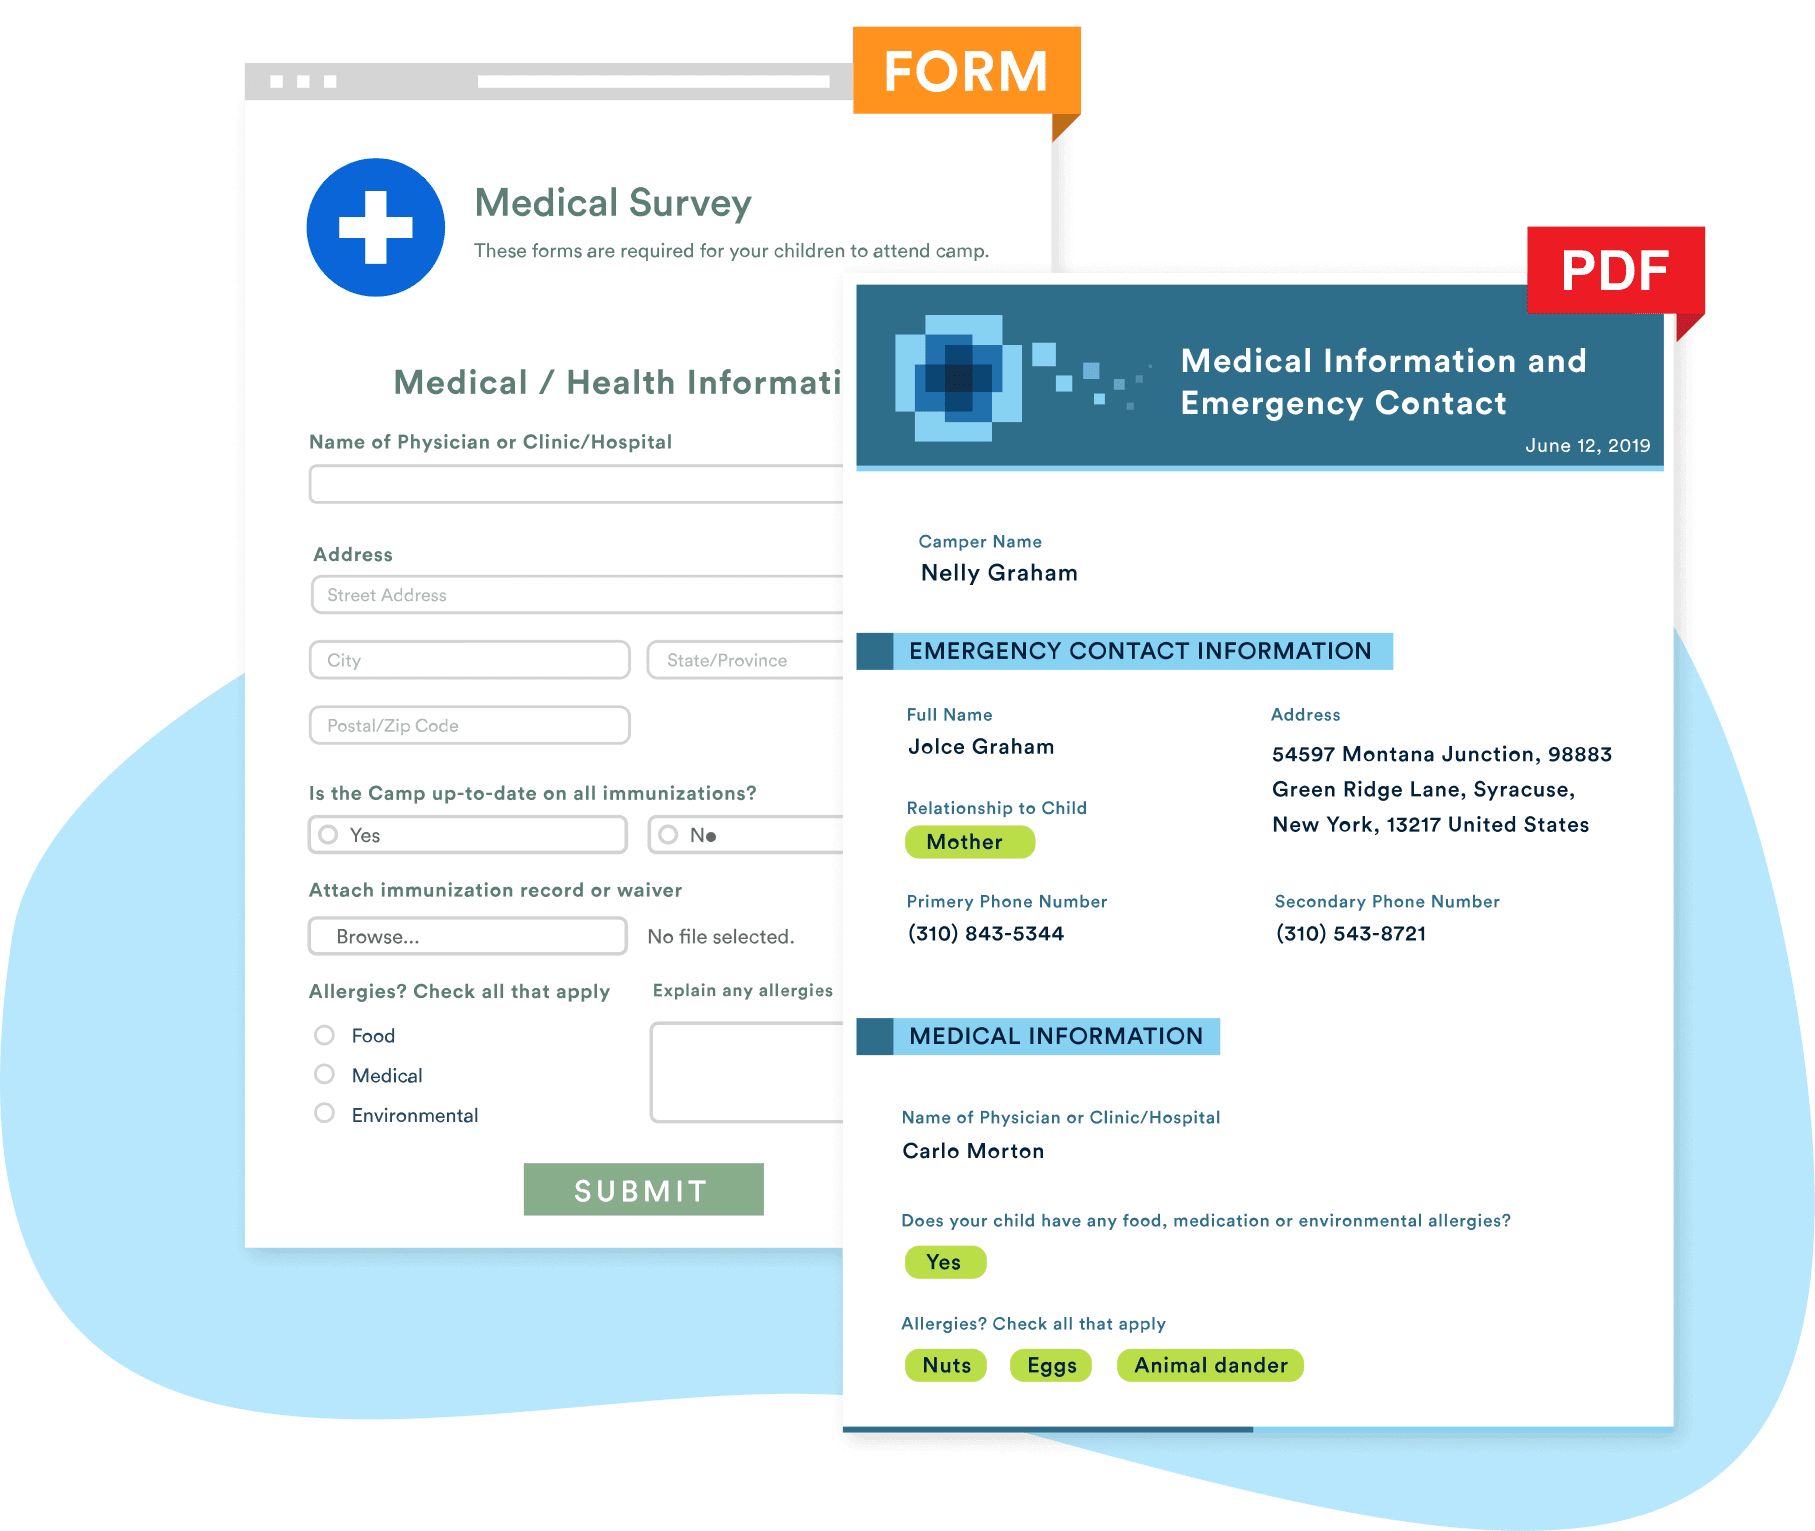 FORM
Medical Survey
These forms are required for your children to attend camp.
Medical / Health Informati
Name of Physician or Clinic/Hospital
Address
Street Address
City
State/Province
Postal/Zip Code
Is the Camp up-to-date on all immunizations?
Yes
No
Attach immunization record or waiver
Browse...
No file selected.
Allergies? Check all that apply
Explain any allergies
Food
Medical
Environmental
SUBMIT
PDF
Medical Information and
Emergency Contact
June 12, 2019
Camper Name
Nelly Graham
EMERGENCY CONTACT INFORMATION
Full Name
Jolce Graham
Address
54597 Montana Junction, 98883
Green Ridge Lane, Syracuse,
New York, 13217 United States
Relationship to Child
Mother
Primery Phone Number
(310) 843-5344
Secondary Phone Number
(310) 543-8721
MEDICAL INFORMATION
Name of Physician or Clinic/Hospital
Carlo Morton
Does your child have any food, medication or environmental allergies?
Yes
Allergies? Check all that apply
Nuts
Eggs
Animal dander